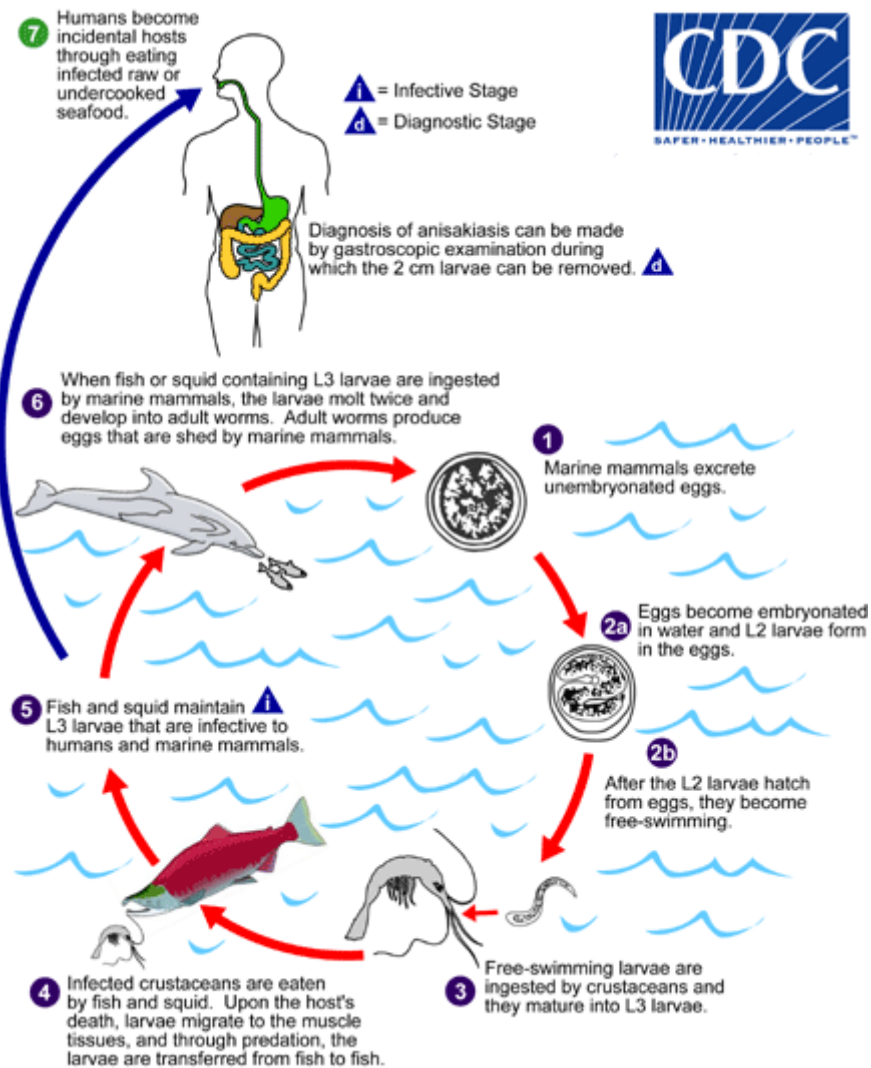 7
Humans become
incidental hosts
through eating
infected raw or
undercooked
seafood.
i = Infective Stage
d = Diagnostic Stage
CDC
SAFER•HEALTHIER•PEOPLE™
Diagnosis of anisakiasis can be made
by gastroscopic examination during
which the 2 cm larvae can be removed. d
6
When fish or squid containing L3 larvae are ingested
by marine mammals, the larvae molt twice and
develop into adult worms. Adult worms produce
eggs that are shed by marine mammals.
1
Marine mammals excrete
unembryonated eggs.
2a
Eggs become embryonated
in water and L2 larvae form
in the eggs.
2b
After the L2 larvae hatch
from eggs, they become
free-swimming.
3
Free-swimming larvae are
ingested by crustaceans and
they mature into L3 larvae.
4
Infected crustaceans are eaten
by fish and squid. Upon the host's
death, larvae migrate to the muscle
tissues, and through predation, the
larvae are transferred from fish to fish.
5
Fish and squid maintain i
L3 larvae that are infective to
humans and marine mammals.